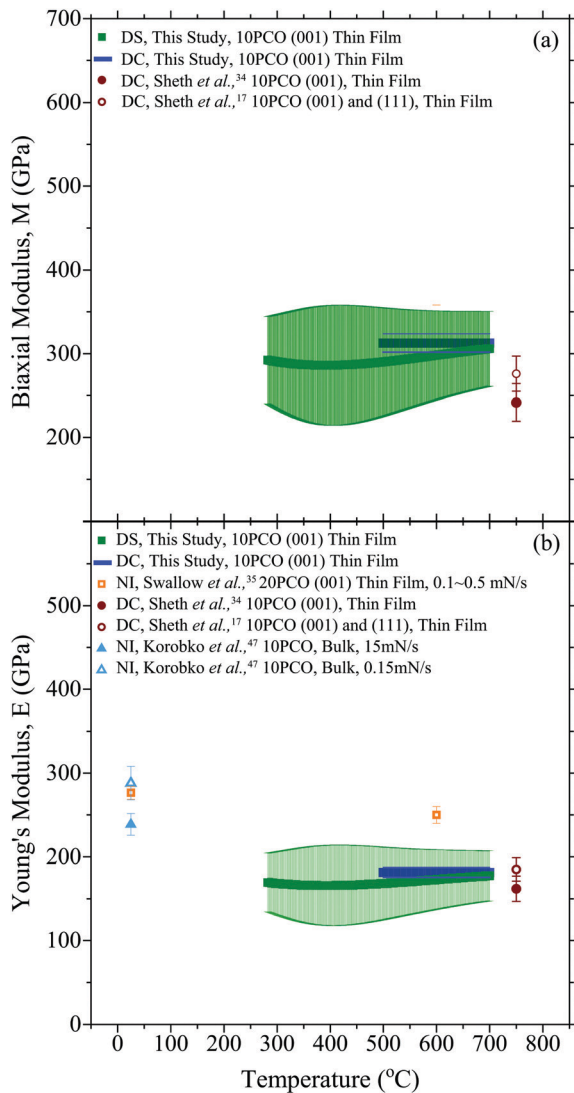 (a)
DS, This Study, 10PCO (001) Thin Film
DC, This Study, 10PCO (001) Thin Film
DC, Sheth et al.,34 10PCO (001), Thin Film
DC, Sheth et al.,17 10PCO (001) and (111), Thin Film
Biaxial Modulus, M (GPa)
700
600
500
400
300
200
(b)
DS, This Study, 10PCO (001) Thin Film
DC, This Study, 10PCO (001) Thin Film
NI, Swallow et al.,35 20PCO (001) Thin Film, 0.1~0.5 mN/s
DC, Sheth et al.,34 10PCO (001), Thin Film
DC, Sheth et al.,17 10PCO (001) and (111), Thin Film
NI, Korobko et al.,47 10PCO, Bulk, 15mN/s
NI, Korobko et al.,47 10PCO, Bulk, 0.15mN/s
Young's Modulus, E (GPa)
500
400
300
200
100
0
0 100 200 300 400 500 600 700 800
Temperature (°C)